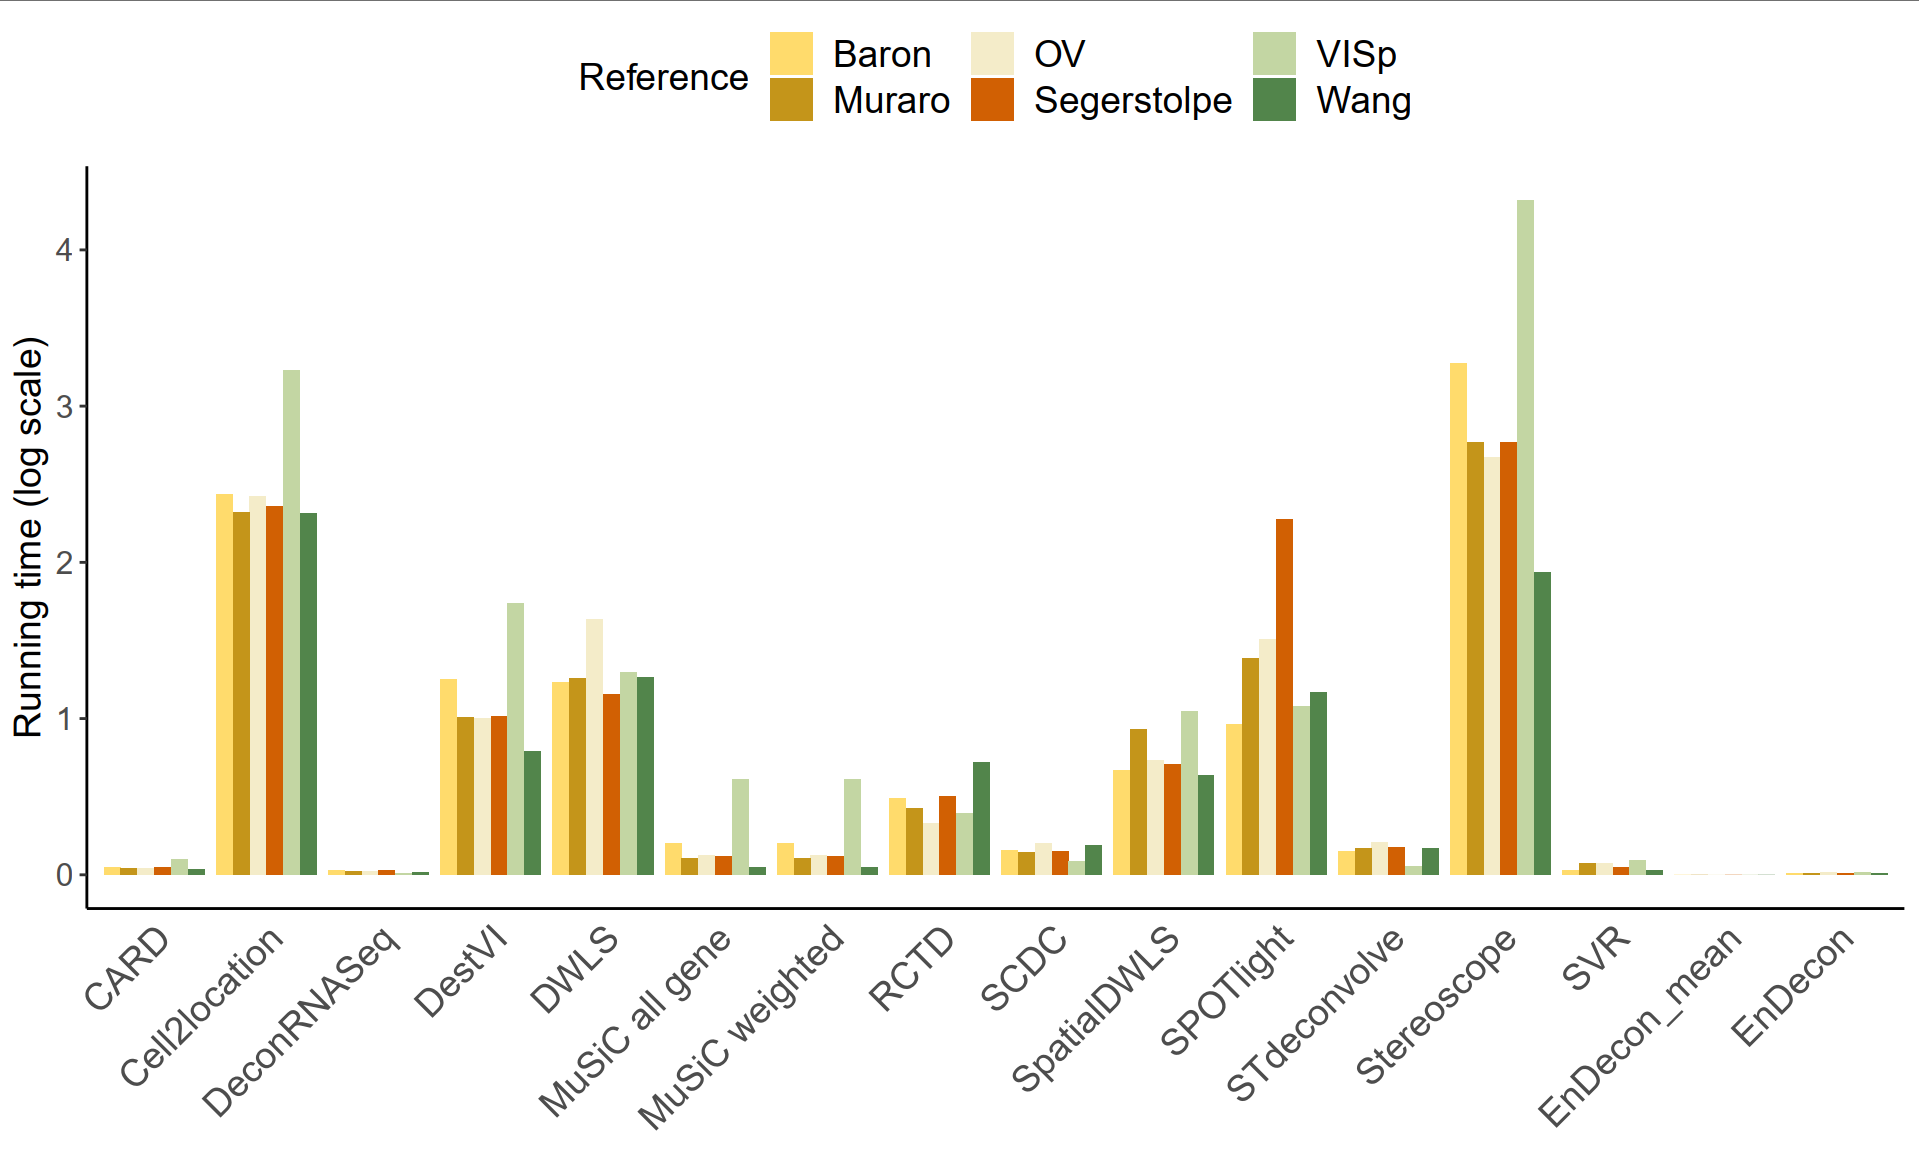 Reference
Baron
OV
VISp
Muraro
Segerstolpe
Wang
Running time (log scale)
4
3
2
1
0
CARD
Cell2location
DeconRNASeq
DestVI
DWLS
MuSiC all gene
MuSiC weighted
RCTD
SCDC
SpatialDWLS
SPOTlight
STdeconvolve
Stereoscope
SVR
EnDecon_mean
EnDecon